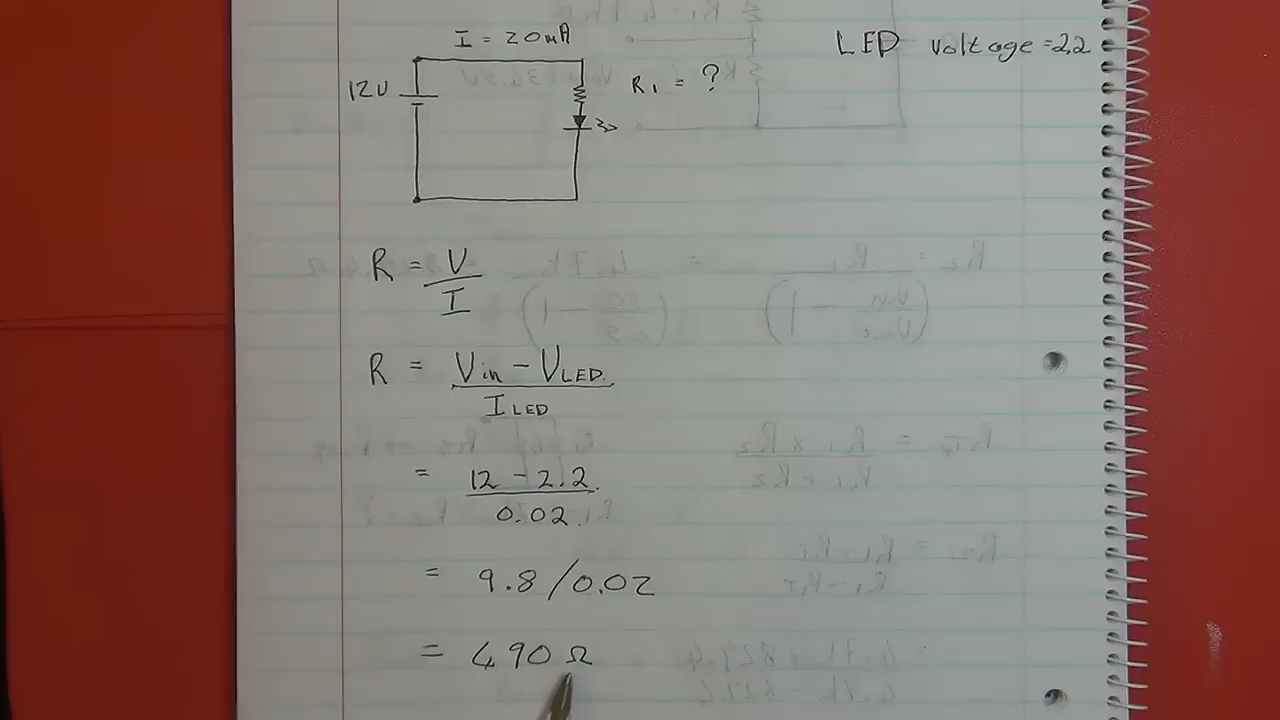 I = 20mA
LED voltage = 2,2
12V
R1 = ?
R = V / I
R = Vin - VLED. / I LED
= 12 - 2.2. / 0.02.
= 9.8 / 0.02
= 490 Ω